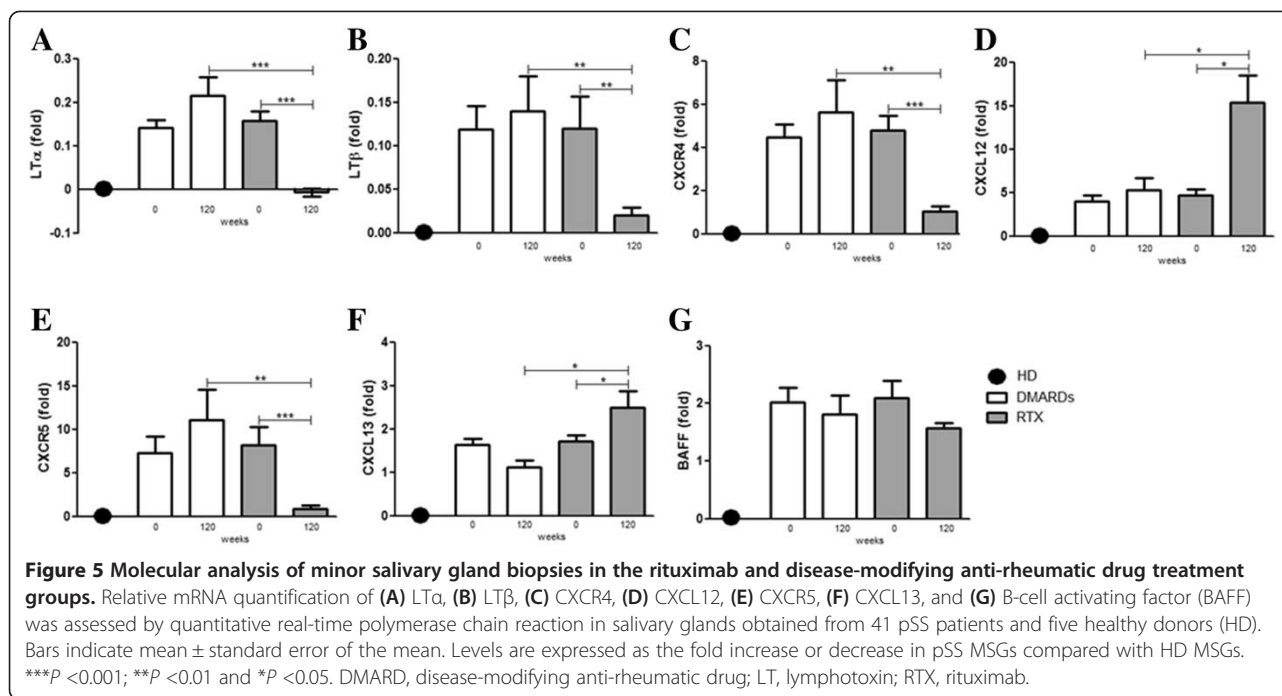 A
B
C
D
0.3
0.2
0.1
0
-0.1
LTα (fold)
***
***
0
120
0
120
weeks
0.20
0.15
0.10
0.05
0.00
LTβ (fold)
**
**
0
120
0
120
weeks
8
6
4
2
0
CXCR4 (fold)
**
***
0
120
0
120
weeks
20
15
10
5
0
CXCL12 (fold)
*
*
0
120
0
120
weeks
E
F
G
20
15
10
5
0
CXCR5 (fold)
**
***
0
120
0
120
weeks
4
3
2
1
0
CXCL13 (fold)
*
*
0
120
0
120
weeks
3
2
1
0
BAFF (fold)
0
120
0
120
weeks
HD
DMARDs
RTX
Figure 5 Molecular analysis of minor salivary gland biopsies in the rituximab and disease-modifying anti-rheumatic drug treatment
groups. Relative mRNA quantification of (A) LTα, (B) LTβ, (C) CXCR4, (D) CXCL12, (E) CXCR5, (F) CXCL13, and (G) B-cell activating factor (BAFF)
was assessed by quantitative real-time polymerase chain reaction in salivary glands obtained from 41 pSS patients and five healthy donors (HD).
Bars indicate mean ± standard error of the mean. Levels are expressed as the fold increase or decrease in pSS MSGs compared with HD MSGs.
***P <0.001; **P <0.01 and *P <0.05. DMARD, disease-modifying anti-rheumatic drug; LT, lymphotoxin; RTX, rituximab.